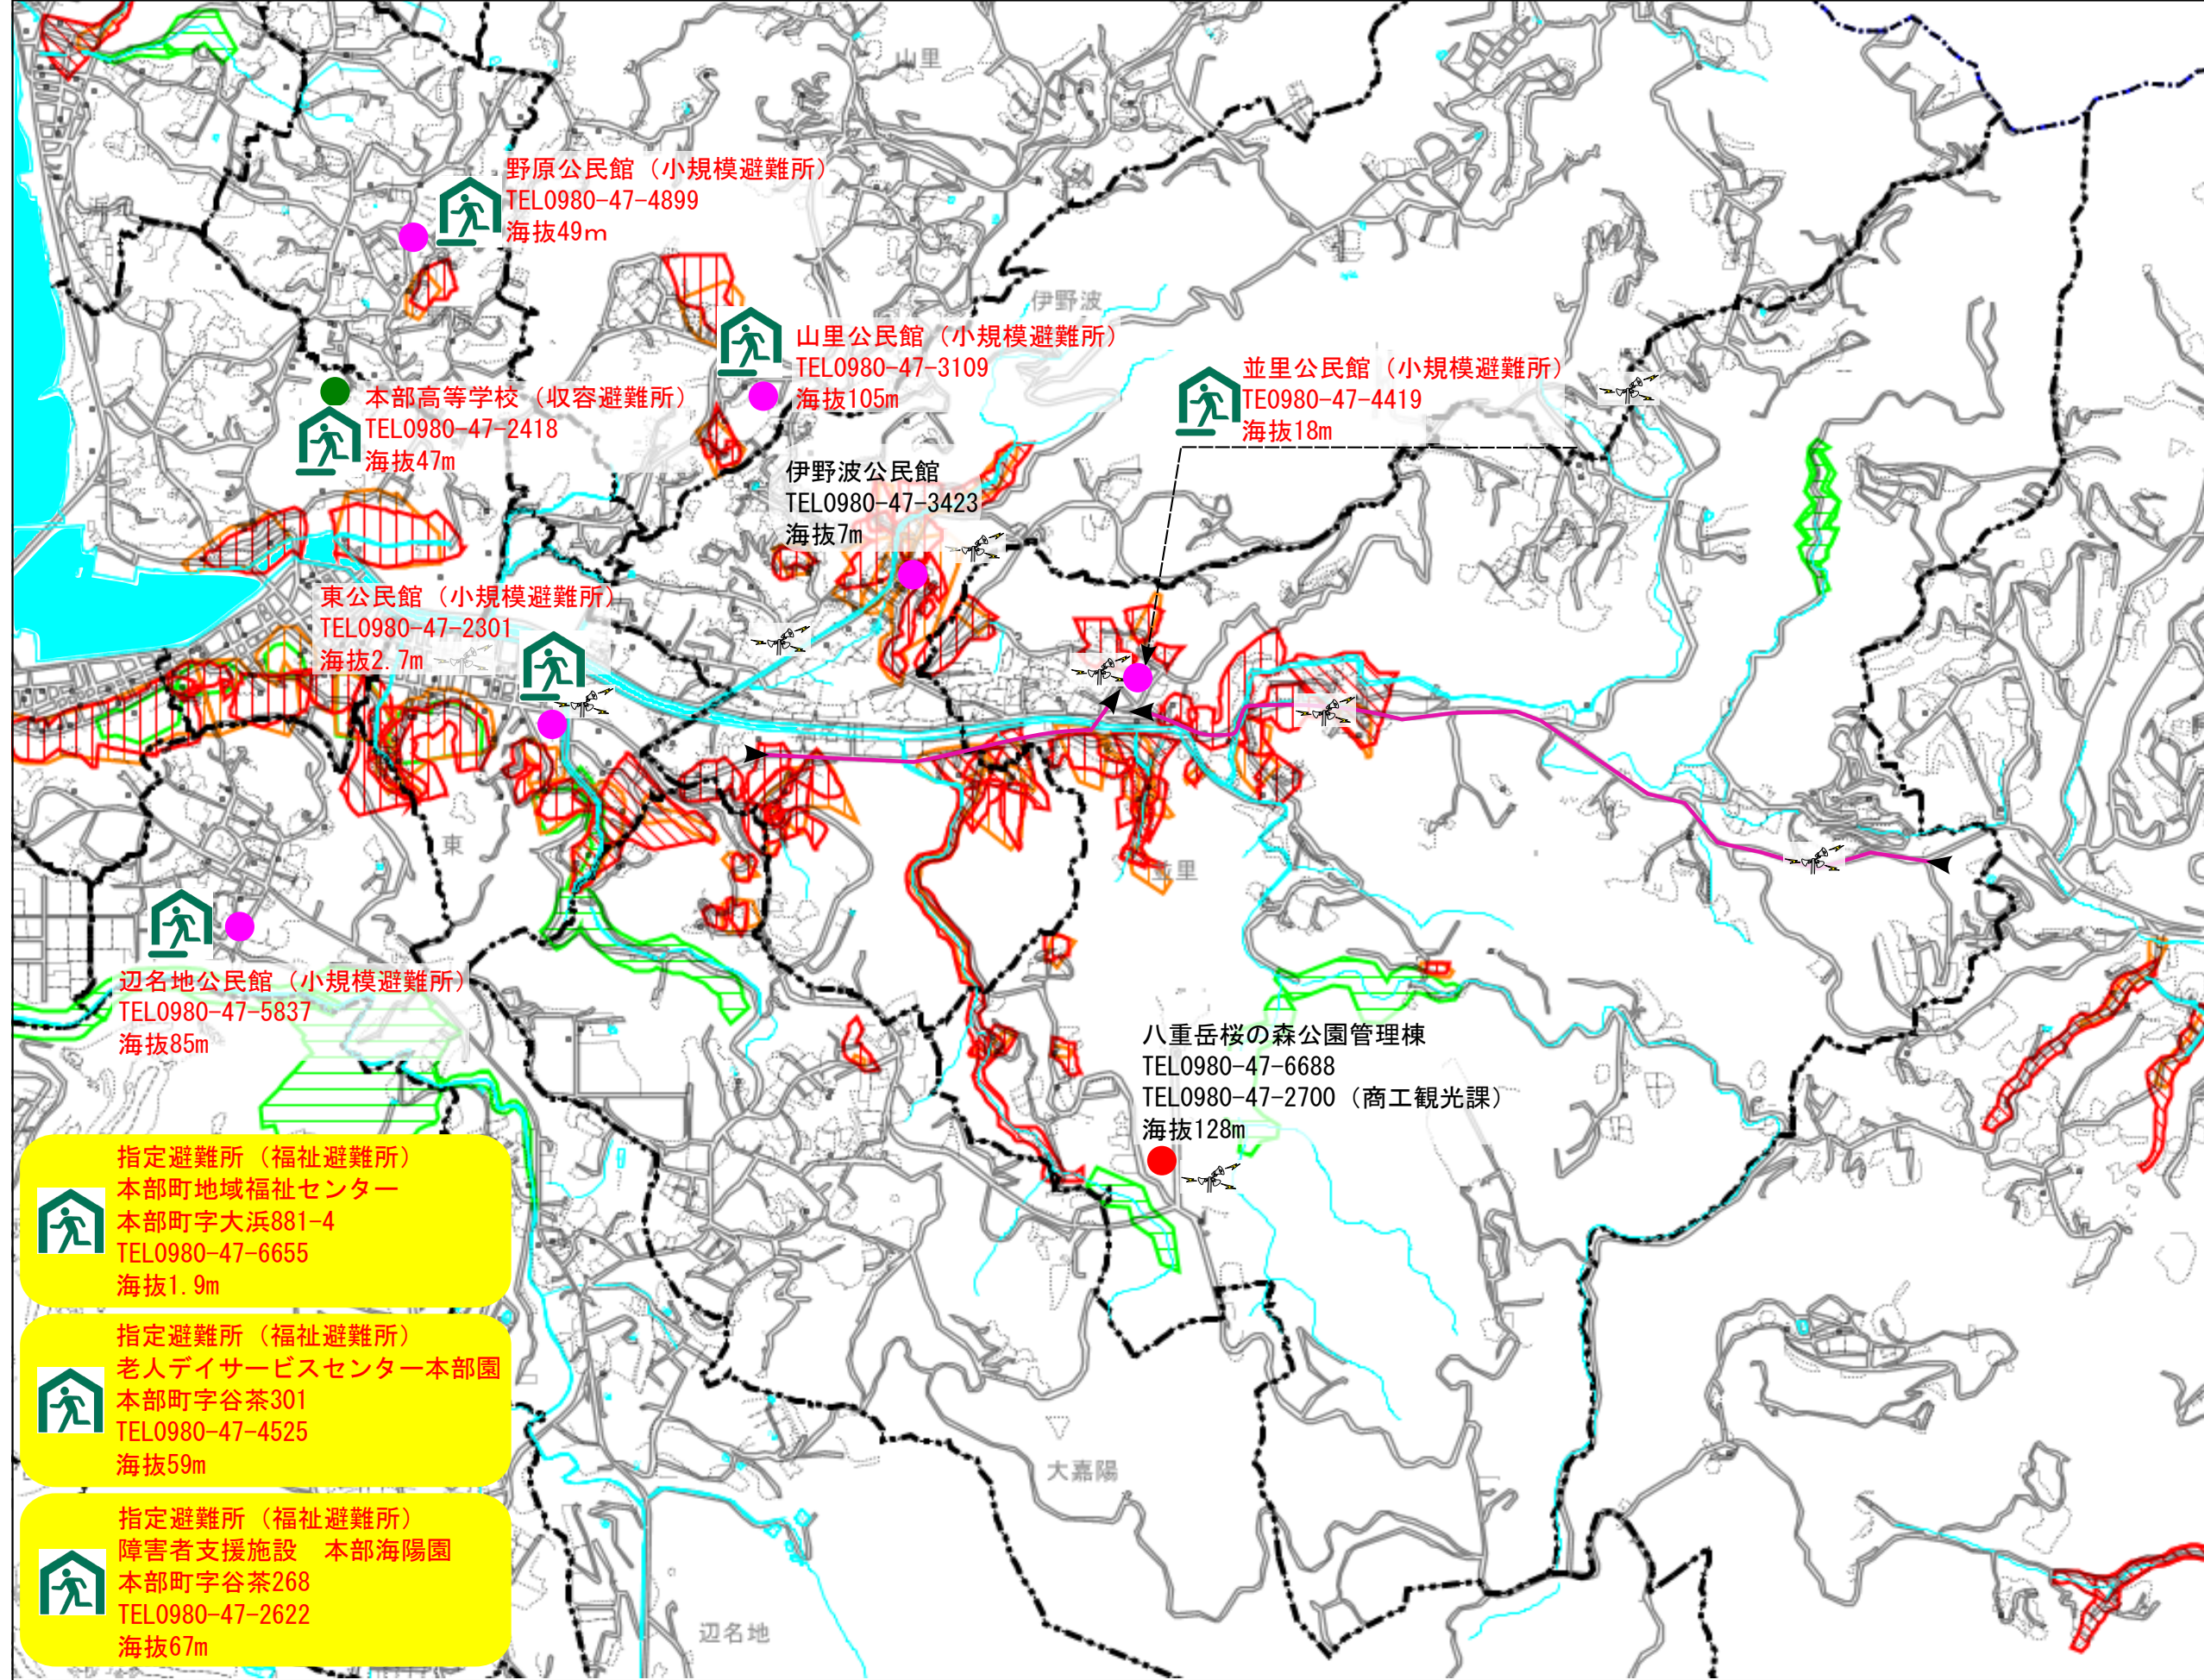 山里
野原公民館（小規模避難所）
TEL0980-47-4899
海抜49m
伊野波
山里公民館（小規模避難所）
TEL0980-47-3109
海抜105m
並里公民館（小規模避難所）
TE0980-47-4419
海抜18m
本部高等学校（収容避難所）
TEL0980-47-2418
海抜47m
伊野波公民館
TEL0980-47-3423
海抜7m
東公民館（小規模避難所）
TEL0980-47-2301
海抜2.7m
東
並里
辺名地公民館（小規模避難所）
TEL0980-47-5837
海抜85m
八重岳桜の森公園管理棟
TEL0980-47-6688
TEL0980-47-2700（商工観光課）
海抜128m
指定避難所（福祉避難所）
本部町地域福祉センター
本部町字大浜881-4
TEL0980-47-6655
海抜1.9m
指定避難所（福祉避難所）
老人デイサービスセンター本部園
本部町字谷茶301
TEL0980-47-4525
海抜59m
指定避難所（福祉避難所）
障害者支援施設　本部海陽園
本部町字谷茶268
TEL0980-47-2622
海抜67m
大嘉陽
辺名地